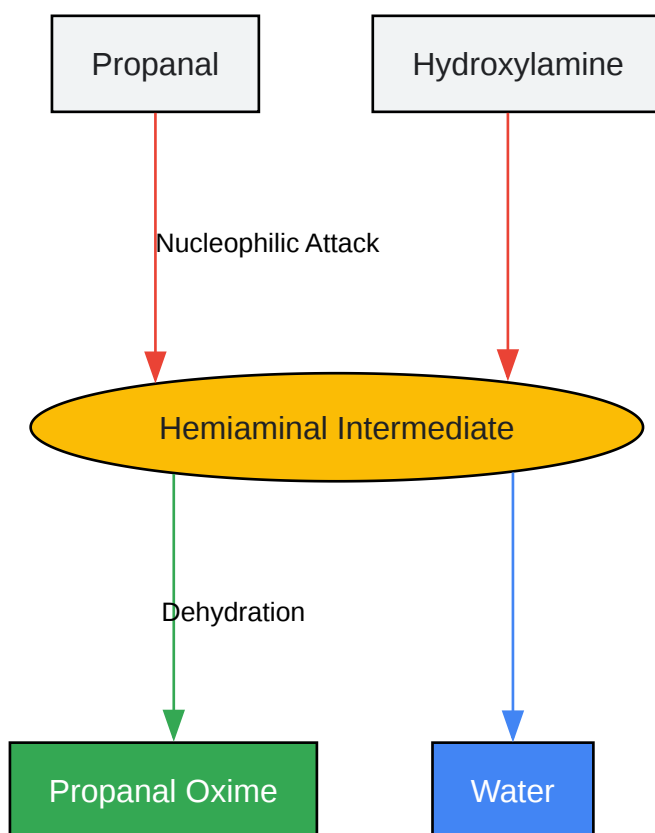 Propanal
Hydroxylamine
Nucleophilic Attack
Hemiaminal Intermediate
Dehydration
Propanal Oxime
Water